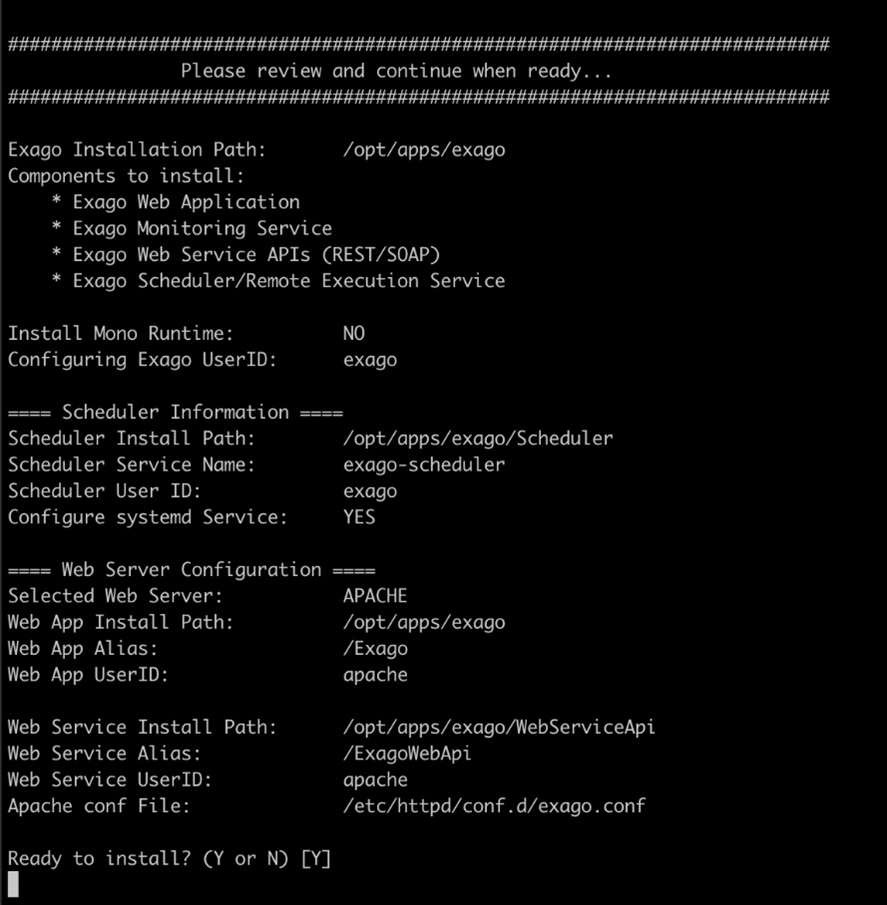 ############################################################################
Please review and continue when ready...
############################################################################
Exago Installation Path: /opt/apps/exago
Components to install:
* Exago Web Application
* Exago Monitoring Service
* Exago Web Service APIs (REST/SOAP)
* Exago Scheduler/Remote Execution Service
Install Mono Runtime: NO
Configuring Exago UserID: exago
==== Scheduler Information ====
Scheduler Install Path: /opt/apps/exago/Scheduler
Scheduler Service Name: exago-scheduler
Scheduler User ID: exago
Configure systemd Service: YES
==== Web Server Configuration ====
Selected Web Server: APACHE
Web App Install Path: /opt/apps/exago
Web App Alias: /Exago
Web App UserID: apache
Web Service Install Path: /opt/apps/exago/WebServiceApi
Web Service Alias: /ExagoWebApi
Web Service UserID: apache
Apache conf File: /etc/httpd/conf.d/exago.conf
Ready to install? (Y or N) [Y]